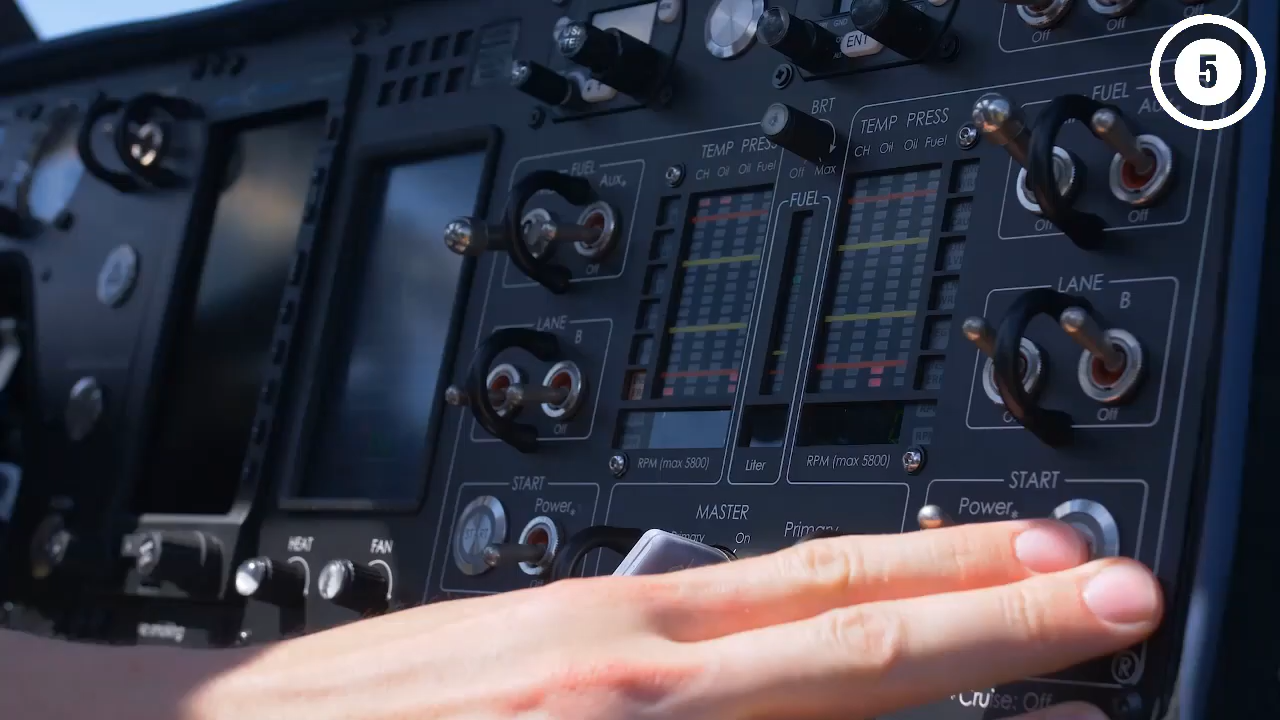 5
ENT
Off
Off
Off
BRT
Off Max
FUEL
Aux.
Off
TEMP PRESS
CH Oil Oil Fuel
FUEL
TEMP PRESS
CH Oil Oil Fuel
FUEL
Off
LANE
B
Off
LANE
B
Off
RPM (max 5800)
Liter
RPM (max 5800)
START
Power
MASTER
On
Primary
START
Power
HEAT
FAN
®
Cruise: Off